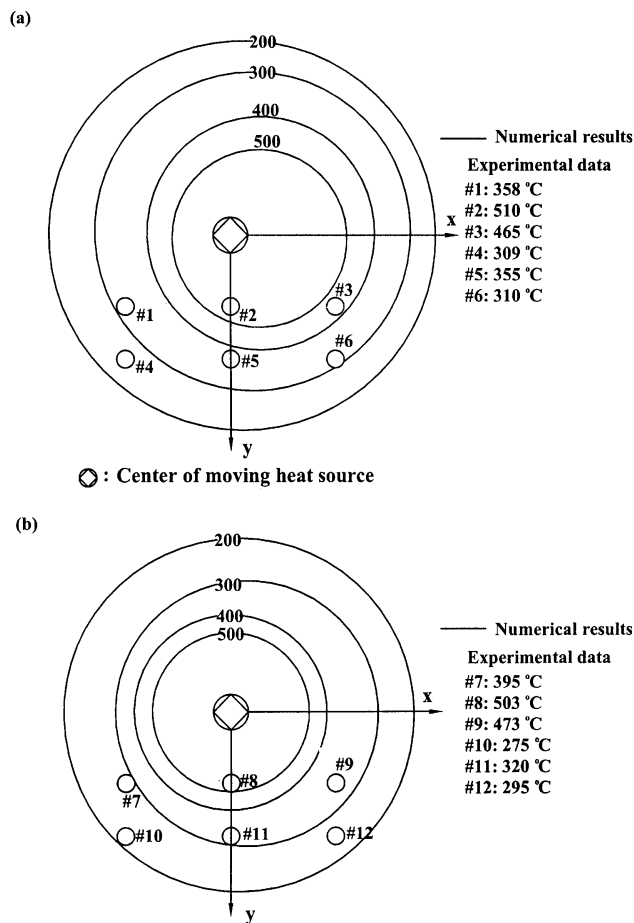 (a)
200
300
400
500
Numerical results
Experimental data
#1: 358 °C
#2: 510 °C
#3: 465 °C
#4: 309 °C
#5: 355 °C
#6: 310 °C
x
#3
#1
#2
#6
#4
#5
y
: Center of moving heat source
(b)
200
300
400
500
Numerical results
Experimental data
#7: 395 °C
#8: 503 °C
#9: 473 °C
#10: 275 °C
#11: 320 °C
#12: 295 °C
x
#9
#8
#7
#10
#11
#12
y